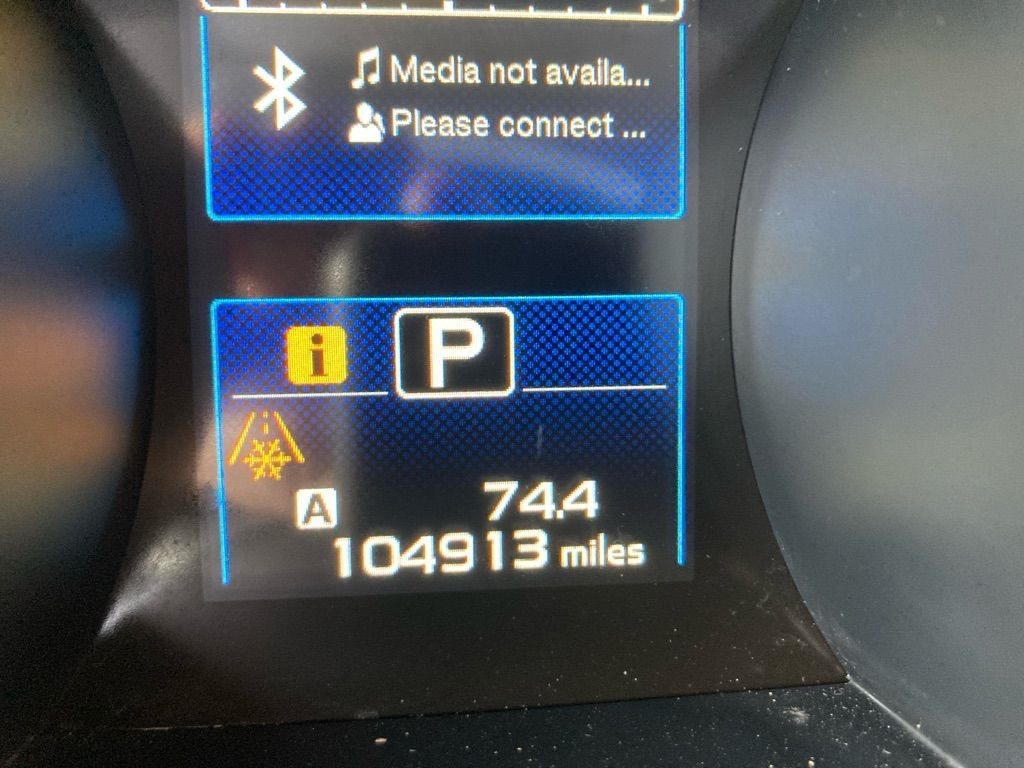 Media not availa...
Please connect ...
i P
A 74.4
104913 miles